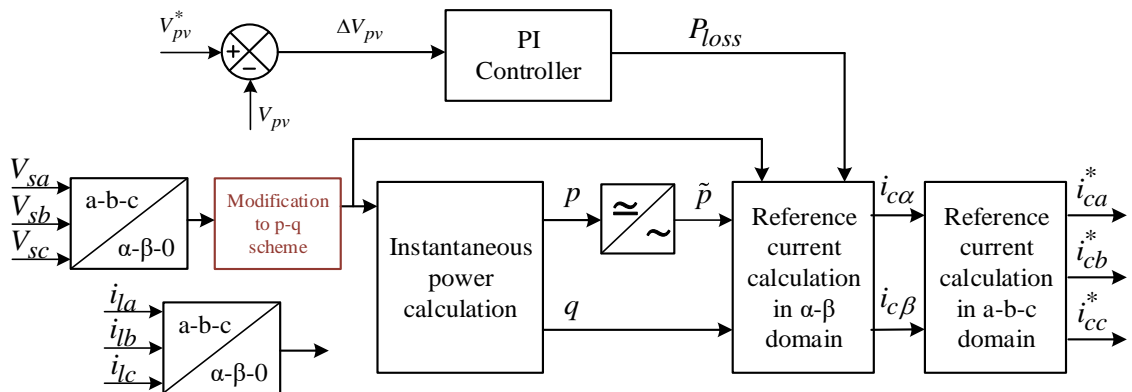 V*pv
+
−
ΔVpv
Vpv
PI
Controller
Ploss
Vsa
Vsb
Vsc
a-b-c
α-β-0
Modification
to p-q
scheme
Instantaneous
power
calculation
p
≃
~
p̃
q
Reference
current
calculation
in α-β
domain
icα
icβ
Reference
current
calculation
in a-b-c
domain
i*ca
i*cb
i*cc
ila
ilb
ilc
a-b-c
α-β-0